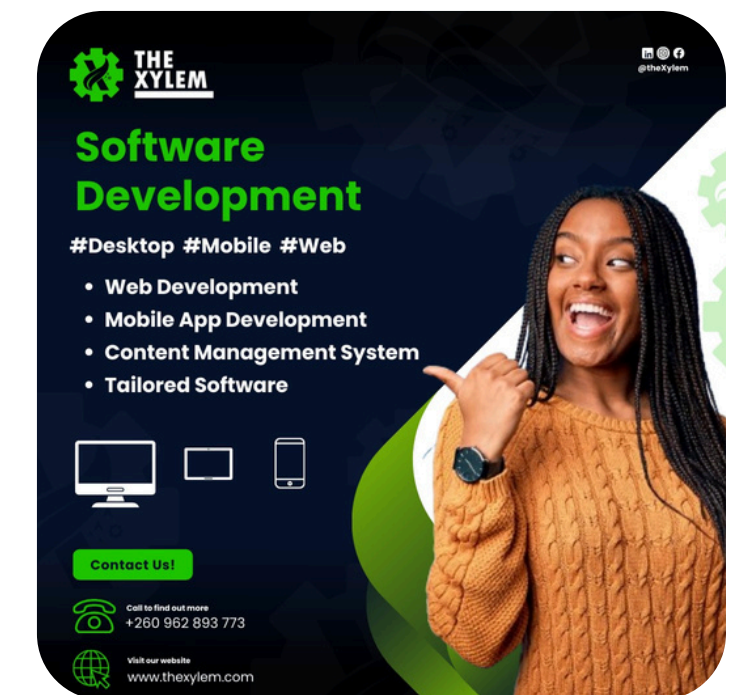 THE
XYLEM
@theXylem
Software
Development
#Desktop #Mobile #Web
• Web Development
• Mobile App Development
• Content Management System
• Tailored Software
Contact Us!
Call to find out more
+260 962 893 773
Visit our website
www.thexylem.com